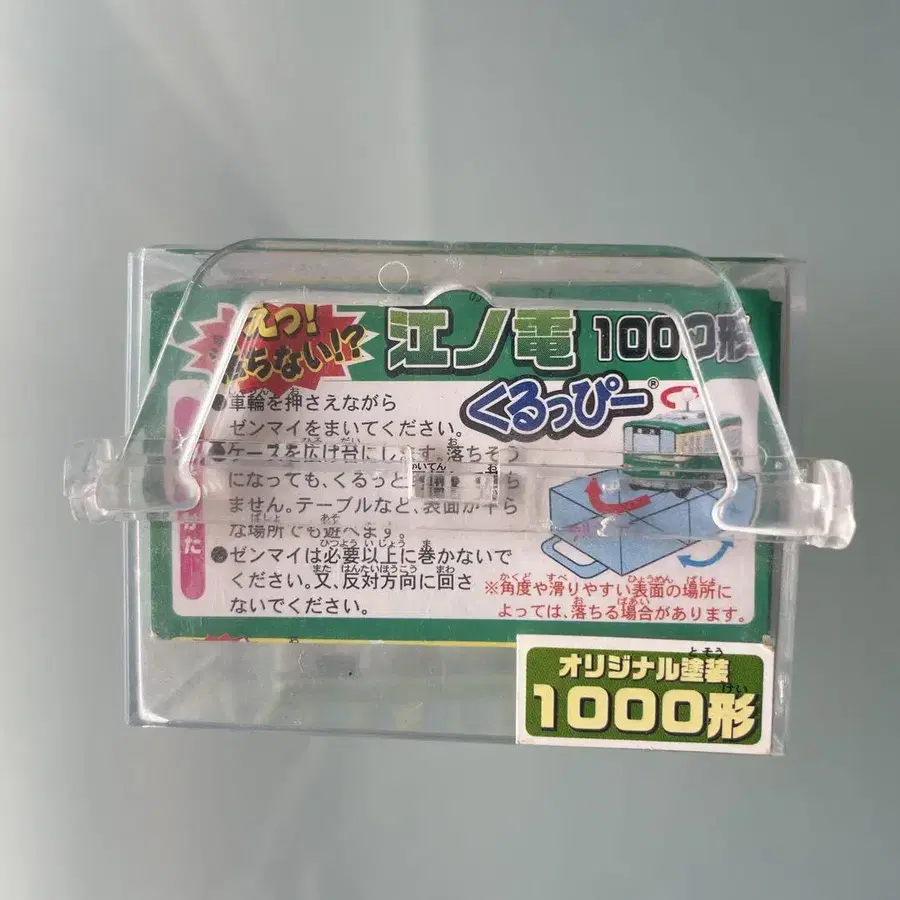 えっ!
らない!?
江ノ電 1000形
くるっぴー®
●車輪を押さえながら
ゼンマイをまいてください。
●ケースを広げ台にします。落ちそう
になっても、くるっと
ちません。テーブルなど、表面が平ら
な場所でも遊べます。
●ゼンマイは必要以上に巻かないで
ください。又、反対方向に回さ
ないでください。
※角度や滑りやすい表面の場所に
よっては、落ちる場合があります。
かた
オリジナル塗装
1000形